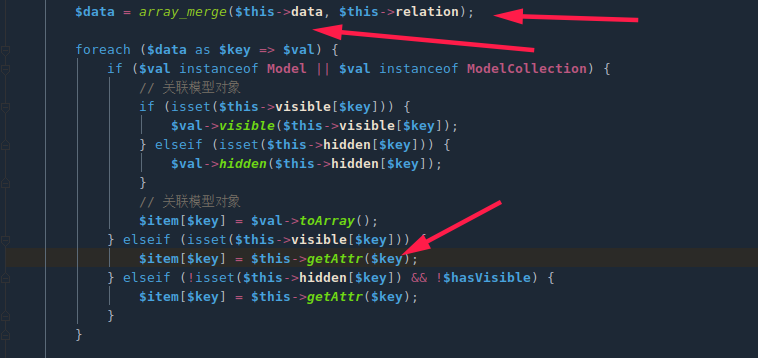 $data = array_merge($this->data, $this->relation);
foreach ($data as $key => $val) {
if ($val instanceof Model || $val instanceof ModelCollection) {
// 关联模型对象
if (isset($this->visible[$key])) {
$val->visible($this->visible[$key]);
} elseif (isset($this->hidden[$key])) {
$val->hidden($this->hidden[$key]);
}
// 关联模型对象
$item[$key] = $val->toArray();
} elseif (isset($this->visible[$key])) {
$item[$key] = $this->getAttr($key);
} elseif (!isset($this->hidden[$key]) && !$hasVisible) {
$item[$key] = $this->getAttr($key);
}
}